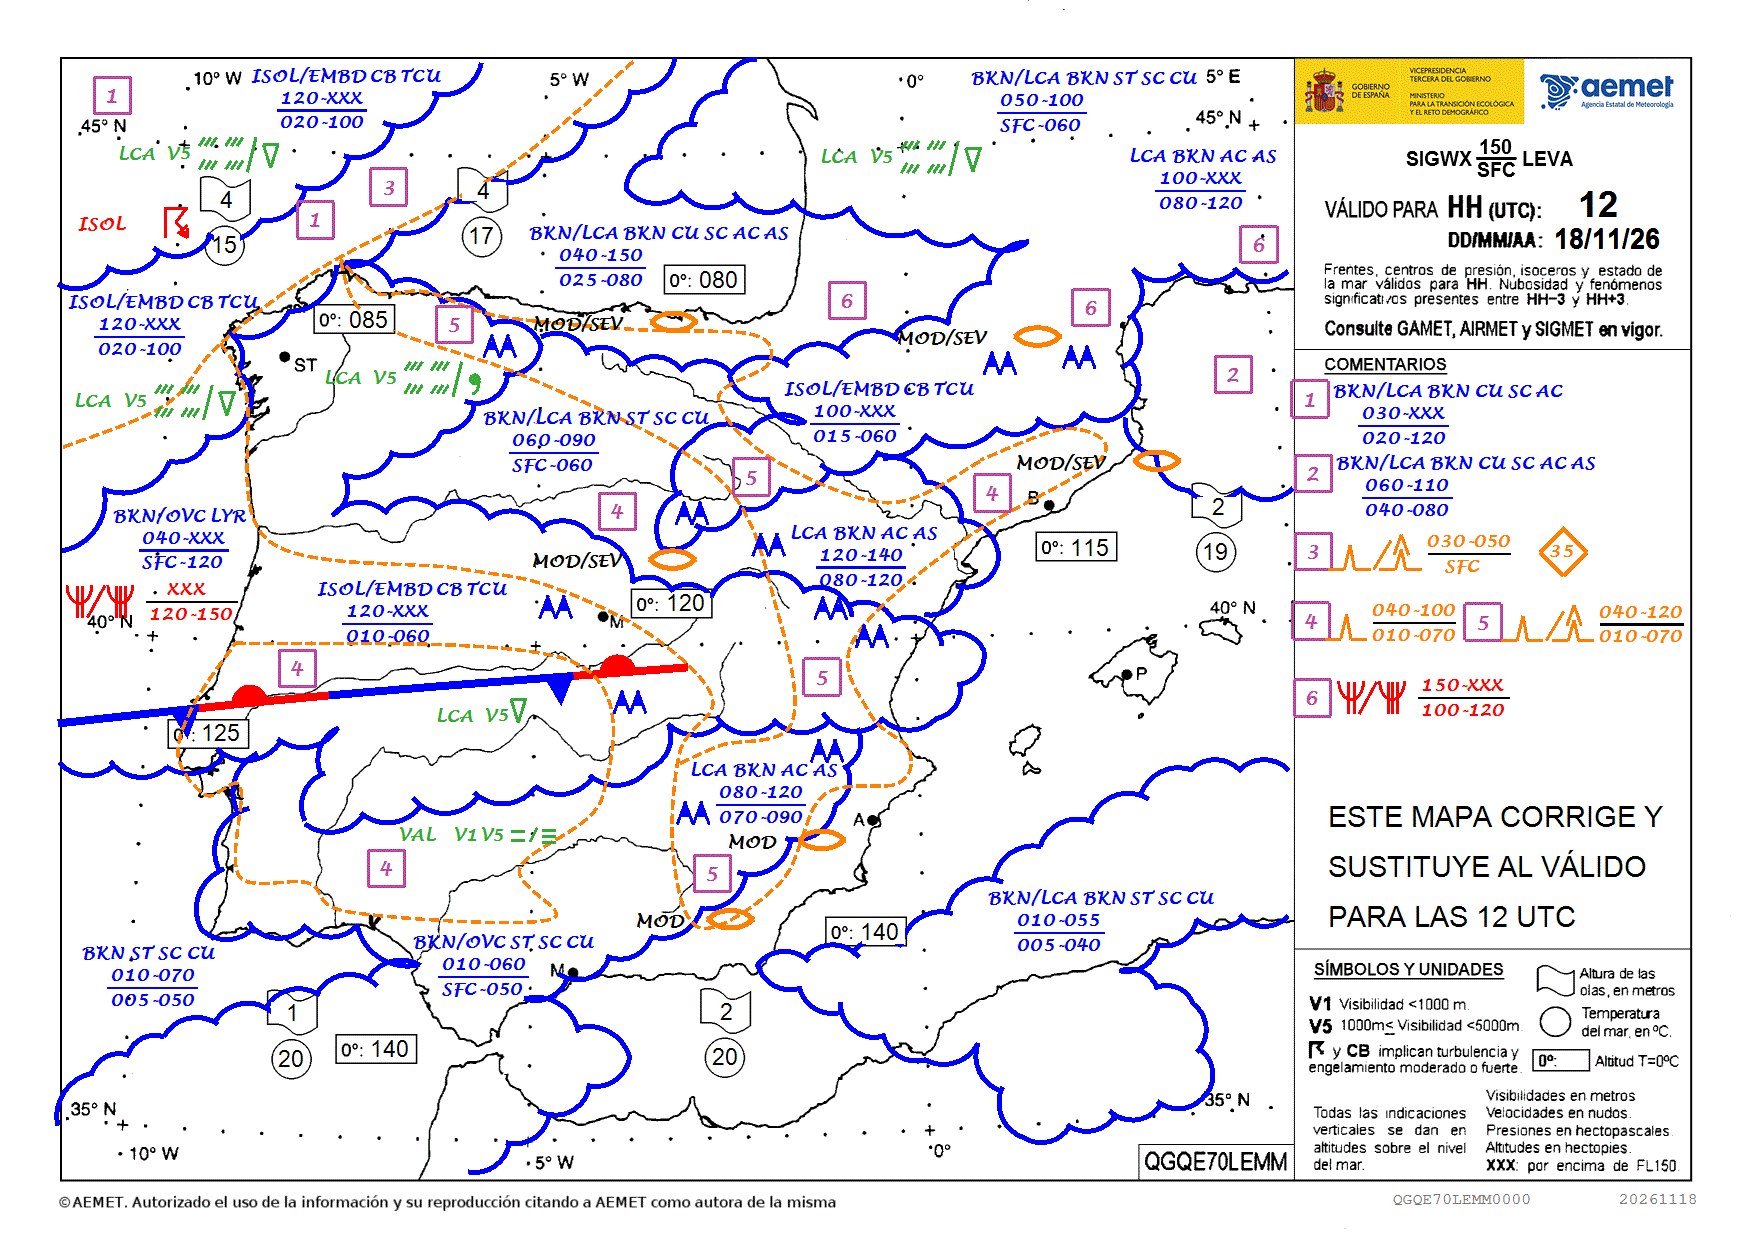 1
10° W
ISOL/EMBD CB TCU
120-XXX
020-100
5° W
0°
BKN/LCA BKN ST SC CU
050-100
SFC-060
5° E
45° N
45° N
LCA V5
LCA V5
LCA BKN AC AS
100-XXX
080-120
4
3
4
ISOL
15
1
17
BKN/LCA BKN CU SC AC AS
040-150
025-080
0°: 080
6
6
6
ISOL/EMBD CB TCU
120-XXX
020-100
0°: 085
5
MOD/SEV
MOD/SEV
ST
LCA V5
LCA V5
2
ISOL/EMBD CB TCU
100-XXX
015-060
BKN/LCA BKN ST SC CU
060-090
SFC-060
MOD/SEV
5
4
4
B
2
19
BKN/OVC LYR
040-XXX
SFC-120
LCA BKN AC AS
120-140
080-120
0°: 115
MOD/SEV
XXX
120-150
40° N
ISOL/EMBD CB TCU
120-XXX
010-060
0°: 120
M
40° N
4
5
P
LCA V5
0°: 125
LCA BKN AC AS
080-120
070-090
VAL V1 V5
MOD
A
4
5
MOD
0°: 140
BKN/LCA BKN ST SC CU
010-055
005-040
BKN ST SC CU
010-070
005-050
BKN/OVC ST SC CU
010-060
SFC-050
M
1
20
0°: 140
2
20
35° N
35° N
10° W
5° W
0°
QGQE70LEMM
GOBIERNO
DE ESPAÑA
VICEPRESIDENCIA
TERCERA DEL GOBIERNO
MINISTERIO
PARA LA TRANSICIÓN ECOLÓGICA
Y EL RETO DEMOGRÁFICO
aemet
Agencia Estatal de Meteorología
SIGWX 150 LEVA
SFC
VÁLIDO PARA HH (UTC): 12
DD/MM/AA: 18/11/26
Frentes, centros de presión, isoceros y estado de
la mar válidos para HH. Nubosidad y fenómenos
significativos presentes entre HH-3 y HH+3.
Consulte GAMET, AIRMET y SIGMET en vigor.
COMENTARIOS
1 BKN/LCA BKN CU SC AC
030-XXX
020-120
2 BKN/LCA BKN CU SC AC AS
060-110
040-080
3 030-050 35
SFC
4 040-100 5 040-120
010-070 010-070
6 150-XXX
100-120
ESTE MAPA CORRIGE Y
SUSTITUYE AL VÁLIDO
PARA LAS 12 UTC
SÍMBOLOS Y UNIDADES
V1 Visibilidad <1000 m.
V5 1000m≤ Visibilidad <5000m.
y CB implican turbulencia y
engelamiento moderado o fuerte.
Altura de las
olas, en metros
Temperatura
del mar, en ºC.
0º: Altitud T=0ºC
Todas las indicaciones
verticales se dan en
altitudes sobre el nivel
del mar.
Visibilidades en metros
Velocidades en nudos.
Presiones en hectopascales.
Altitudes en hectopies.
XXX: por encima de FL150.
©AEMET. Autorizado el uso de la información y su reproducción citando a AEMET como autora de la misma
QGQE70LEMM0000 20261118